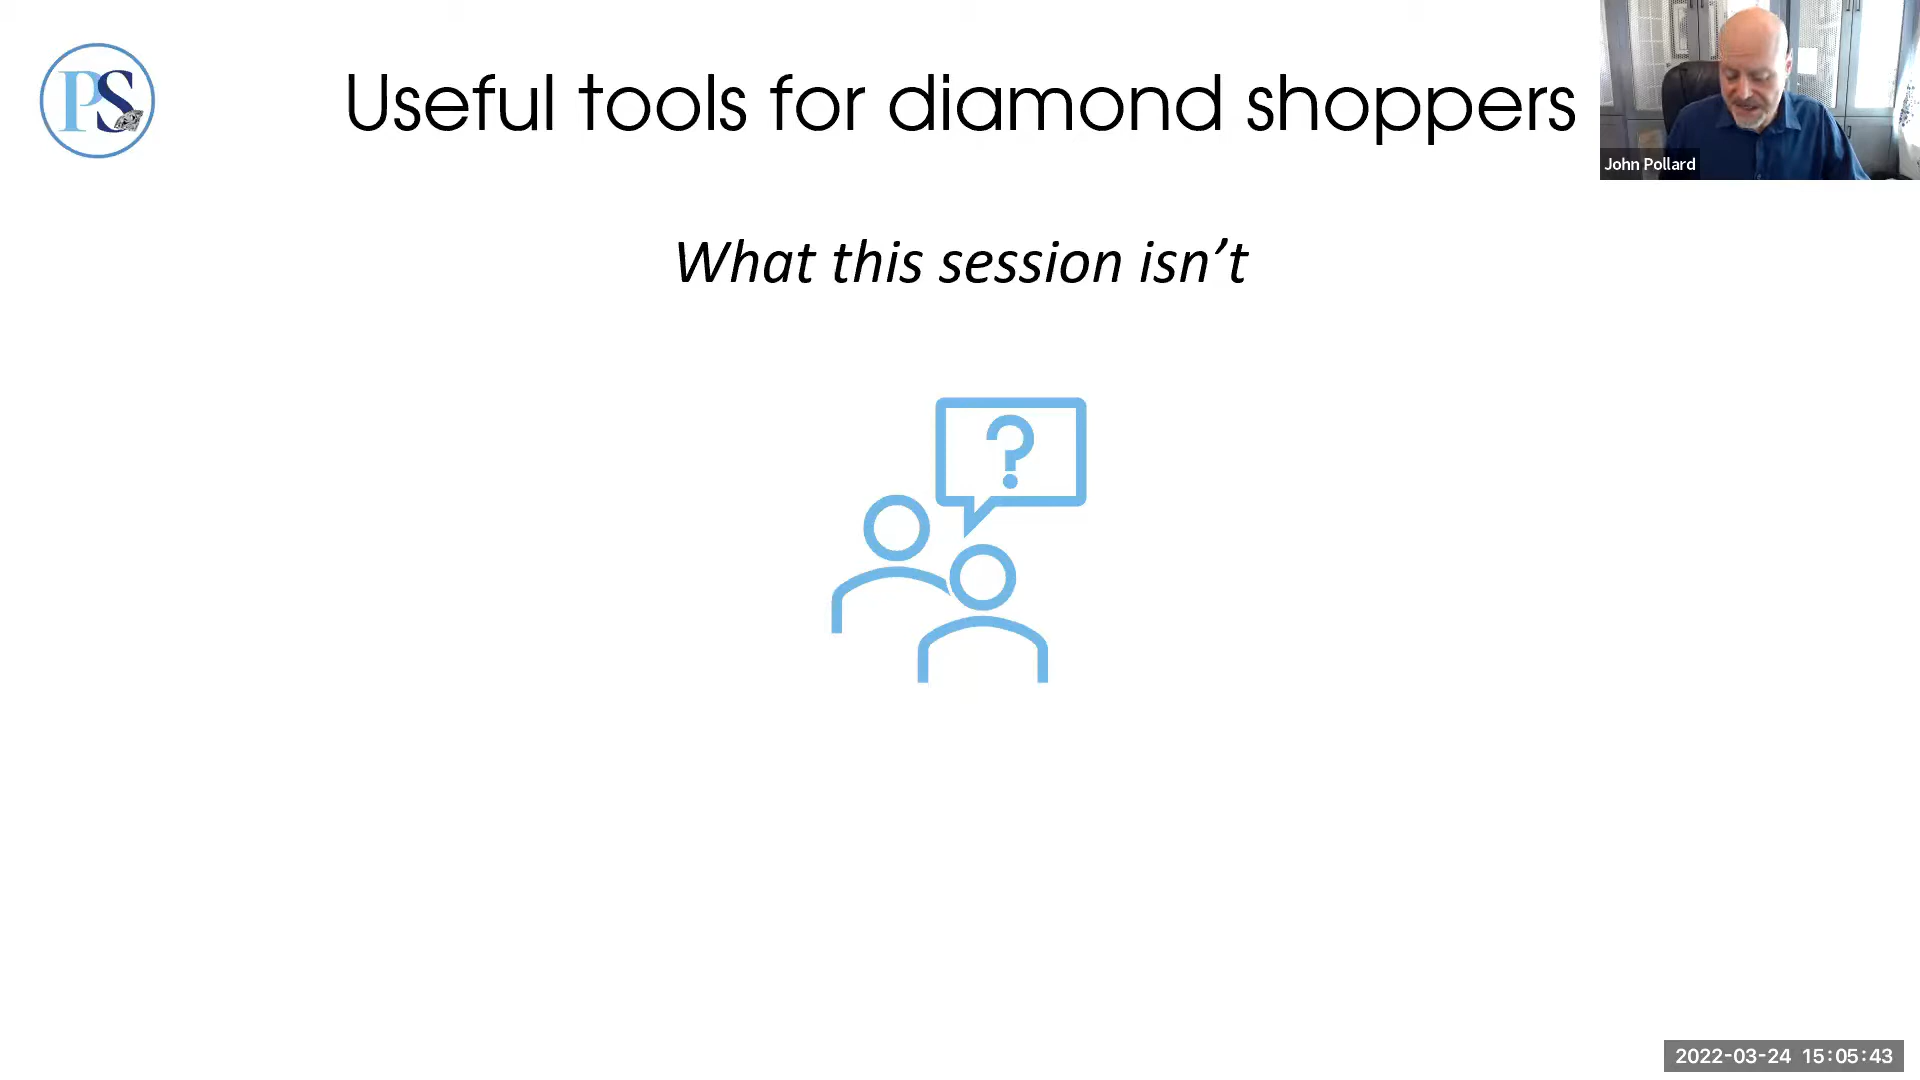 PS
Useful tools for diamond shoppers
John Pollard
What this session isn’t
?
2022-03-24 15:05:43